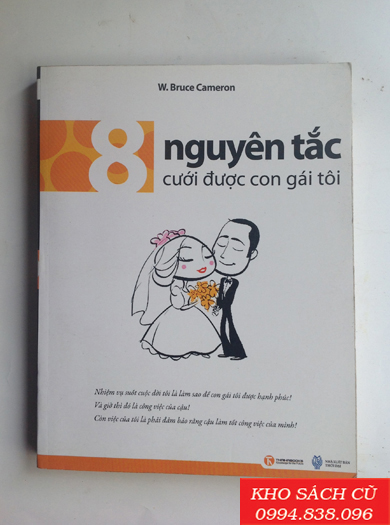 W. Bruce Cameron
8 nguyên tắc
cưới được con gái tôi
Nhiệm vụ suốt cuộc đời tôi là làm sao để con gái tôi được hạnh phúc!
Và giờ thì đó là công việc của cậu!
Còn việc của tôi là phải đảm bảo rằng cậu làm tốt công việc của mình!
THAIHABOOKS
KHO SÁCH CŨ
0994.838.096